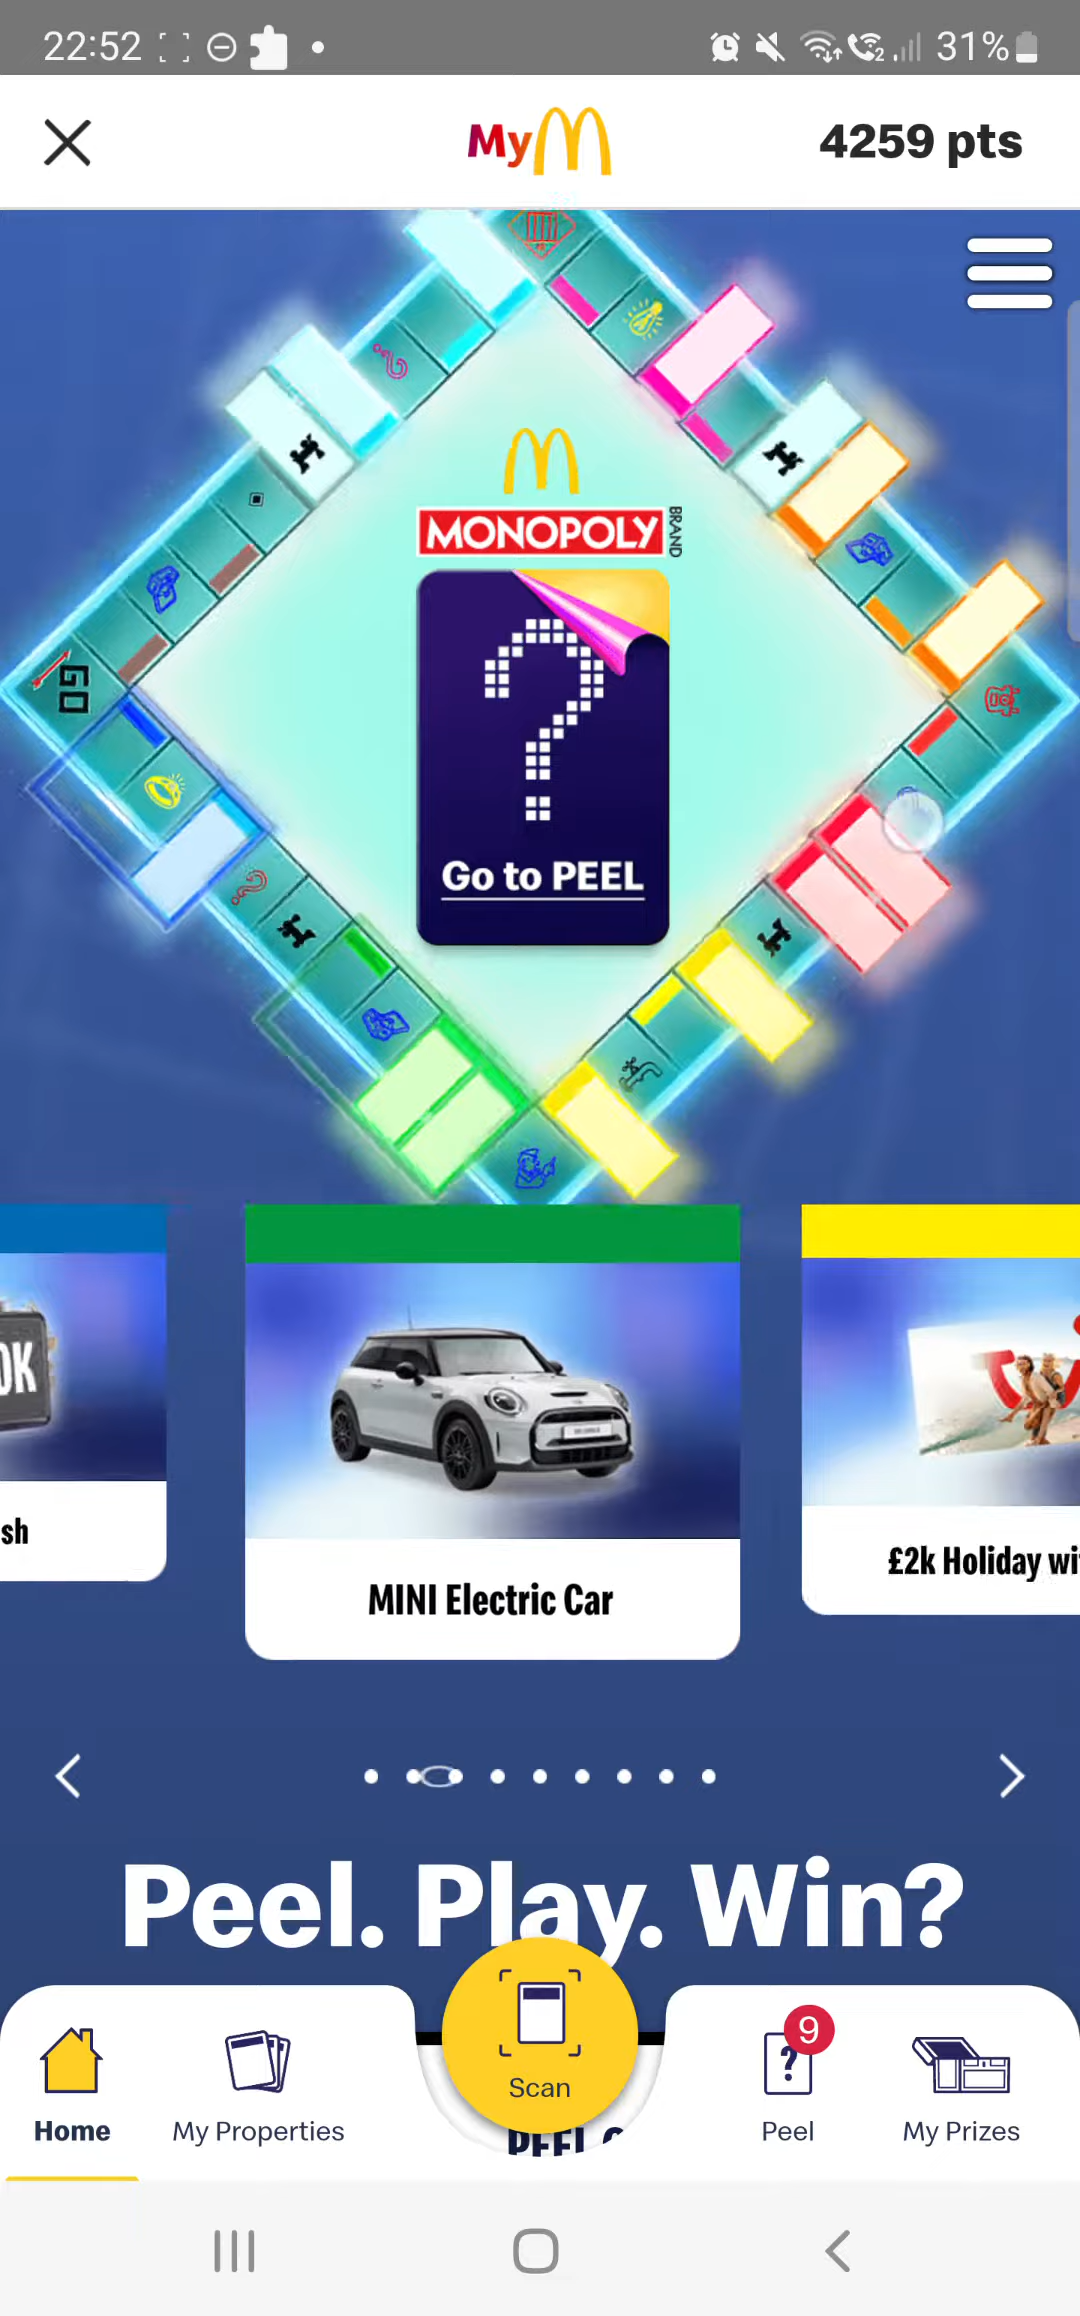 22:52
31%
My
4259 pts
MONOPOLY
BRAND
Go to PEEL
GO
0K
sh
MINI Electric Car
£2k Holiday wi
Peel. Play. Win?
Scan
9
Home
My Properties
Peel
My Prizes